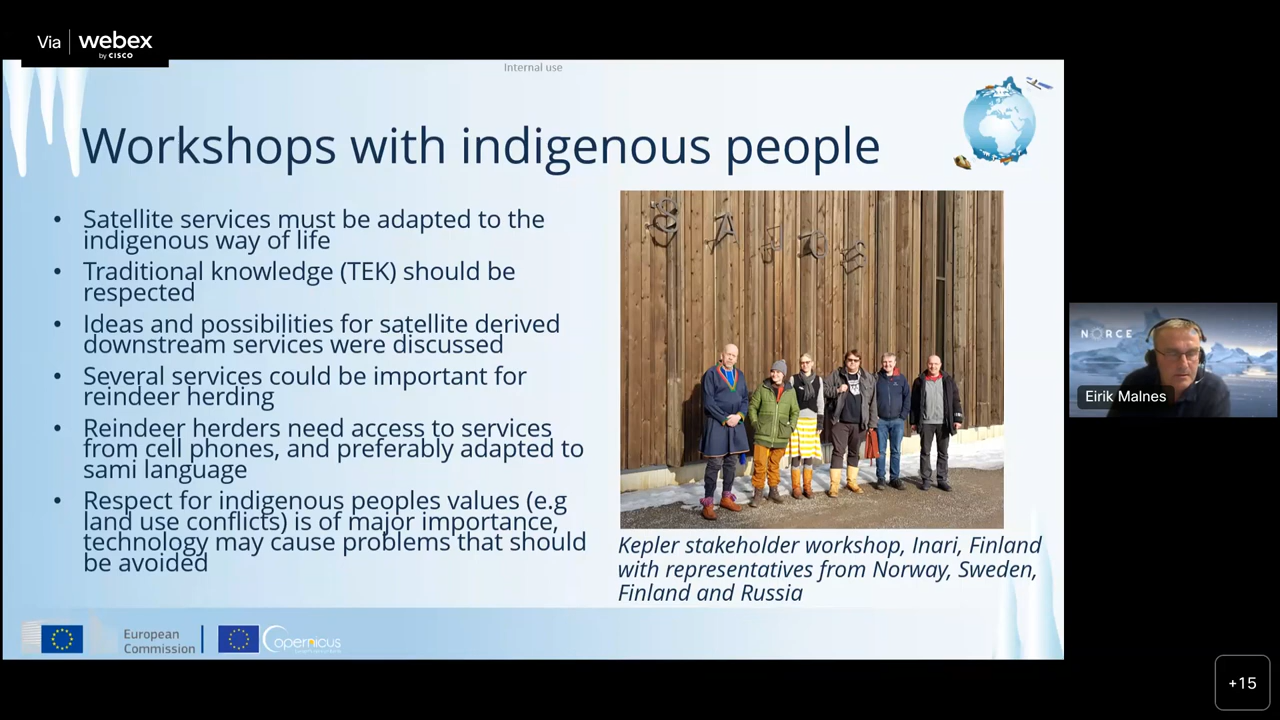 Via webex
by CISCO
Internal use
Workshops with indigenous people
• Satellite services must be adapted to the
indigenous way of life
• Traditional knowledge (TEK) should be
respected
• Ideas and possibilities for satellite derived
downstream services were discussed
• Several services could be important for
reindeer herding
• Reindeer herders need access to services
from cell phones, and preferably adapted to
sami language
• Respect for indigenous peoples values (e.g
land use conflicts) is of major importance,
technology may cause problems that should
be avoided
SAJOS
Kepler stakeholder workshop, Inari, Finland
with representatives from Norway, Sweden,
Finland and Russia
NORCE
Eirik Malnes
European
Commission
opernicus
+15